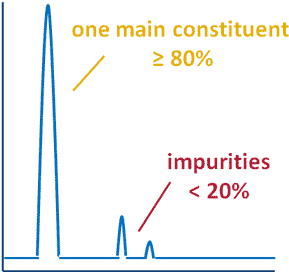 one main constituent
≥ 80%
impurities
< 20%